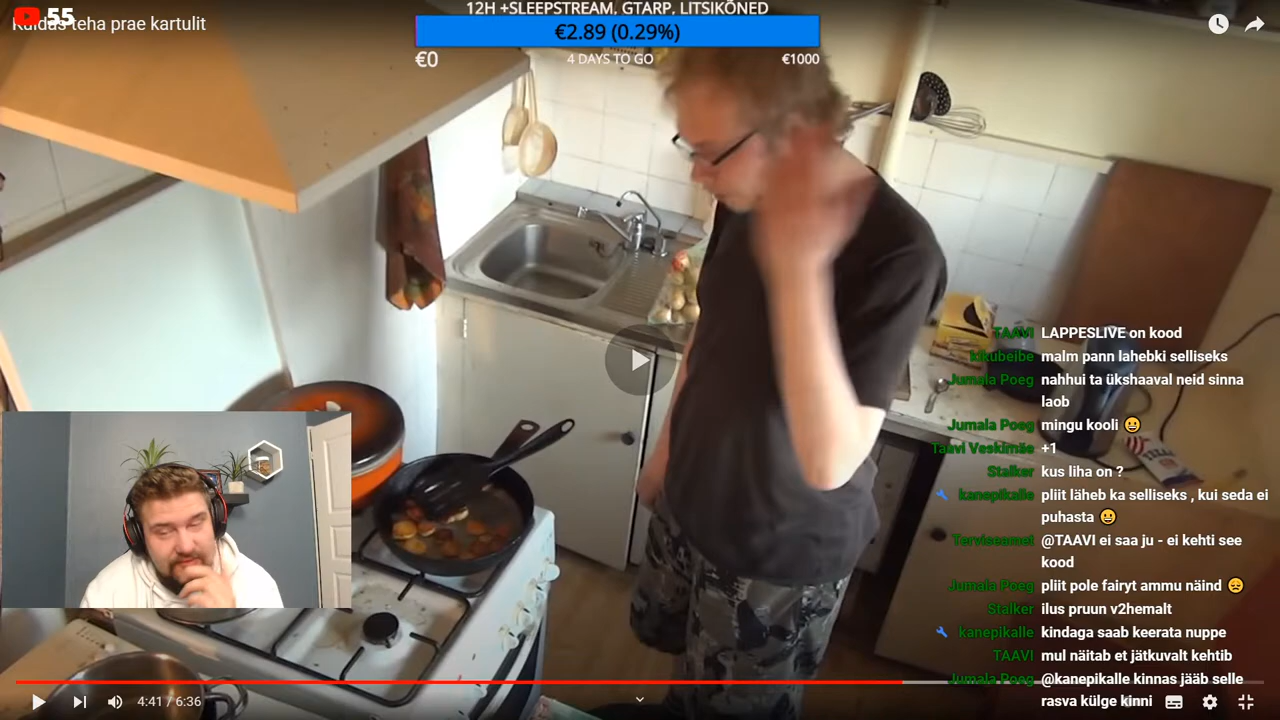 12H +SLEEPSTREAM, GTARP, LITSIKÕNED
55
Kuidas teha prae kartulit
€2.89 (0.29%)
€0
4 DAYS TO GO
€1000
TAAVI LAPPESLIVE on kood
kikubeibe malm pann lahebki selliseks
Jumala Poeg nahhui ta ükshaaval neid sinna
laob
Jumala Poeg mingu kooli 😀
Taavi Veskimäe +1
Stalker kus liha on ?
kanepikalle pliit läheb ka selliseks , kui seda ei
puhasta 😀
Terviseamet @TAAVI ei saa ju - ei kehti see
kood
Jumala Poeg pliit pole fairyt ammu näind 😞
Stalker ilus pruun v2hemalt
kanepikalle kindaga saab keerata nuppe
TAAVI mul näitab et jätkuvalt kehtib
Jumala Poeg @kanepikalle kinnas jääb selle
rasva külge kinni
4:41 / 6:36